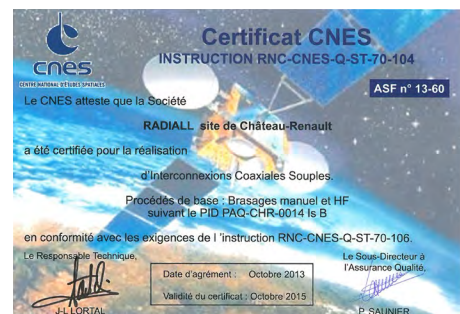 Certificat CNES
INSTRUCTION RNC-CNES-Q-ST-70-104
cnes
CENTRE NATIONAL D'ÉTUDES SPATIALES
ASF n° 13-60
Le CNES atteste que la Société
RADIALL site de Château-Renault
a été certifiée pour la réalisation
d'Interconnexions Coaxiales Souples.
Procédés de base : Brasages manuel et HF
suivant le PID PAQ-CHR-0014 Is B
en conformité avec les exigences de l'instruction RNC-CNES-Q-ST-70-106.
Le Responsable Technique,
J-L LORTAL
Date d'agrément : Octobre 2013
Validité du certificat : Octobre 2015
Le Sous-Directeur à
l'Assurance Qualité,
P. SAUNIER